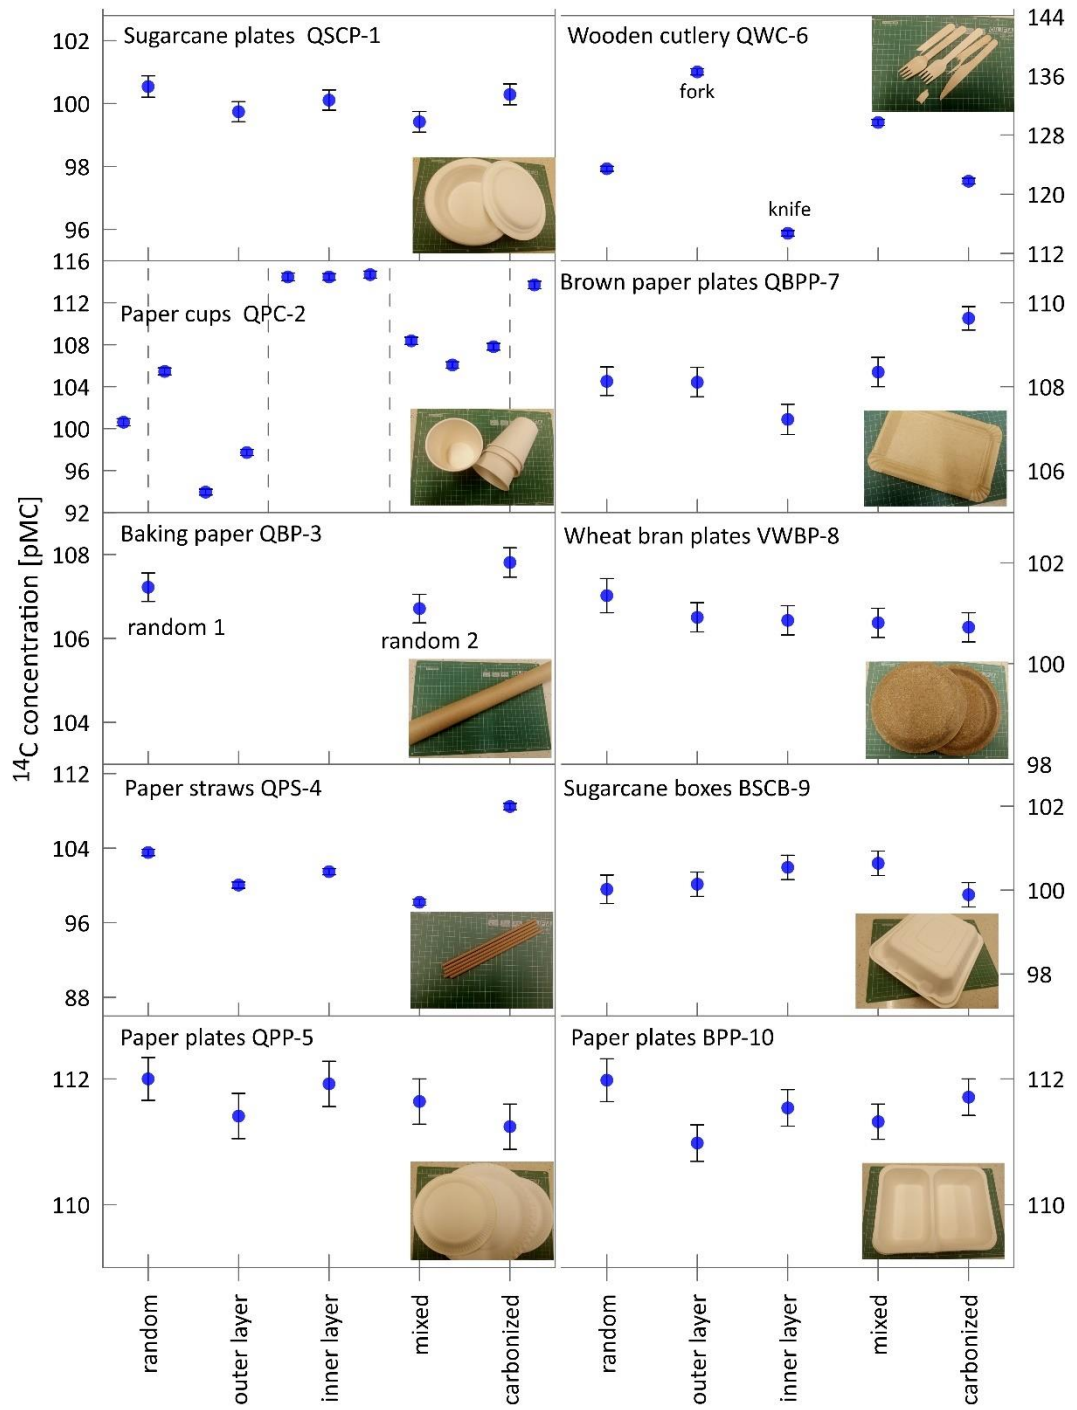 Sugarcane plates QSCP-1
102
100
98
96
Wooden cutlery QWC-6
fork
knife
144
136
128
120
112
Paper cups QPC-2
116
112
108
104
100
96
92
Brown paper plates QBPP-7
110
108
106
Baking paper QBP-3
random 1
random 2
108
106
104
Wheat bran plates VWBP-8
102
100
98
Paper straws QPS-4
112
104
96
88
Sugarcane boxes BSCB-9
102
100
98
Paper plates QPP-5
112
110
Paper plates BPP-10
112
110
14C concentration [pMC]
random
outer layer
inner layer
mixed
carbonized
random
outer layer
inner layer
mixed
carbonized